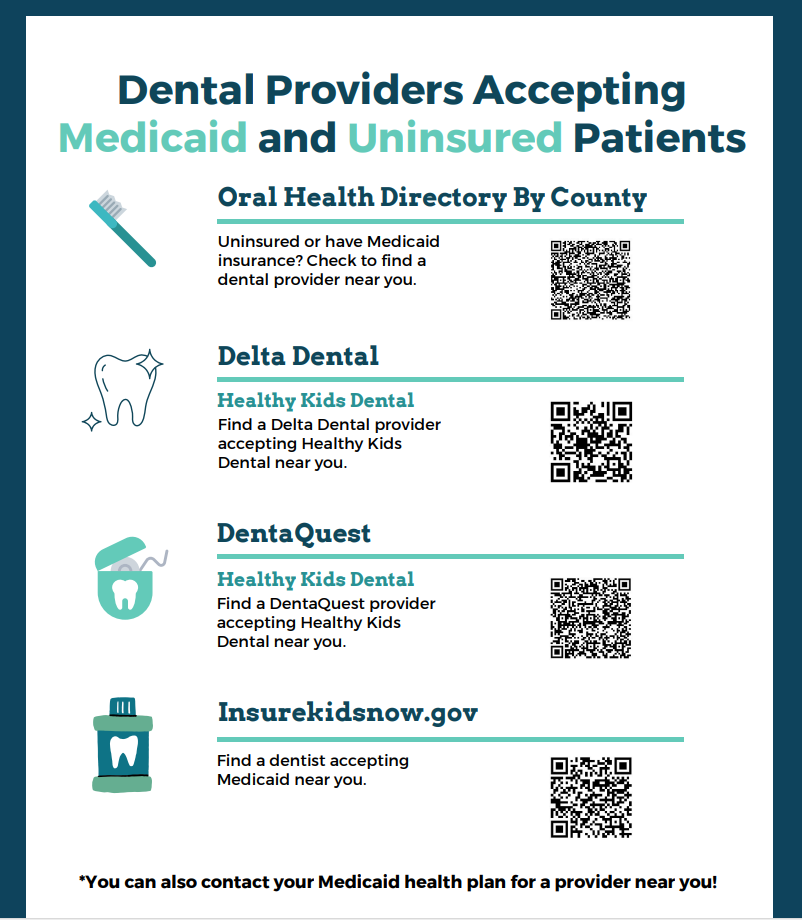 Dental Providers Accepting
Medicaid and Uninsured Patients
Oral Health Directory By County
Uninsured or have Medicaid
insurance? Check to find a
dental provider near you.
Delta Dental
Healthy Kids Dental
Find a Delta Dental provider
accepting Healthy Kids
Dental near you.
DentaQuest
Healthy Kids Dental
Find a DentaQuest provider
accepting Healthy Kids
Dental near you.
Insurekidsnow.gov
Find a dentist accepting
Medicaid near you.
*You can also contact your Medicaid health plan for a provider near you!